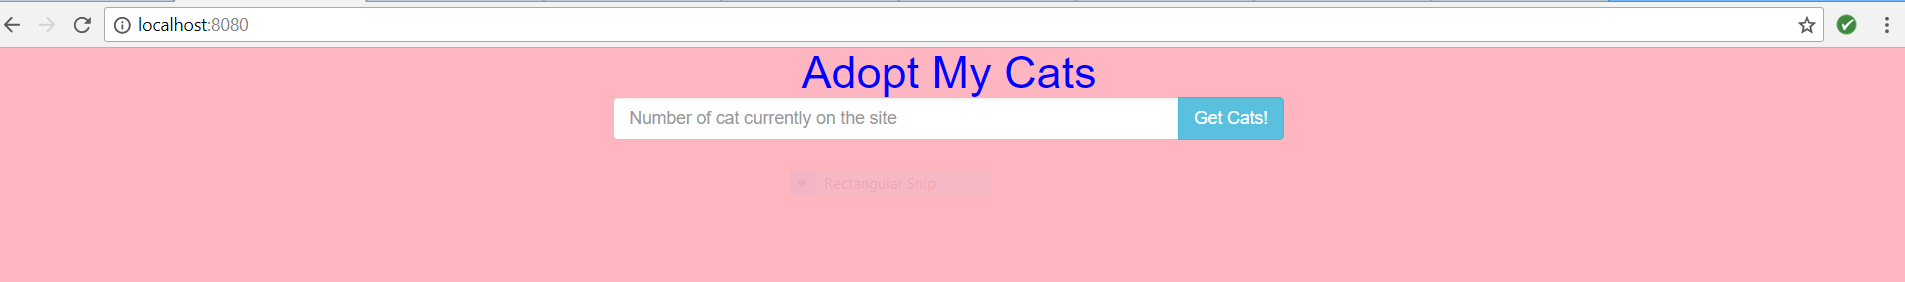 localhost:8080
Adopt My Cats
Number of cat currently on the site
Get Cats!
Rectangular Snip